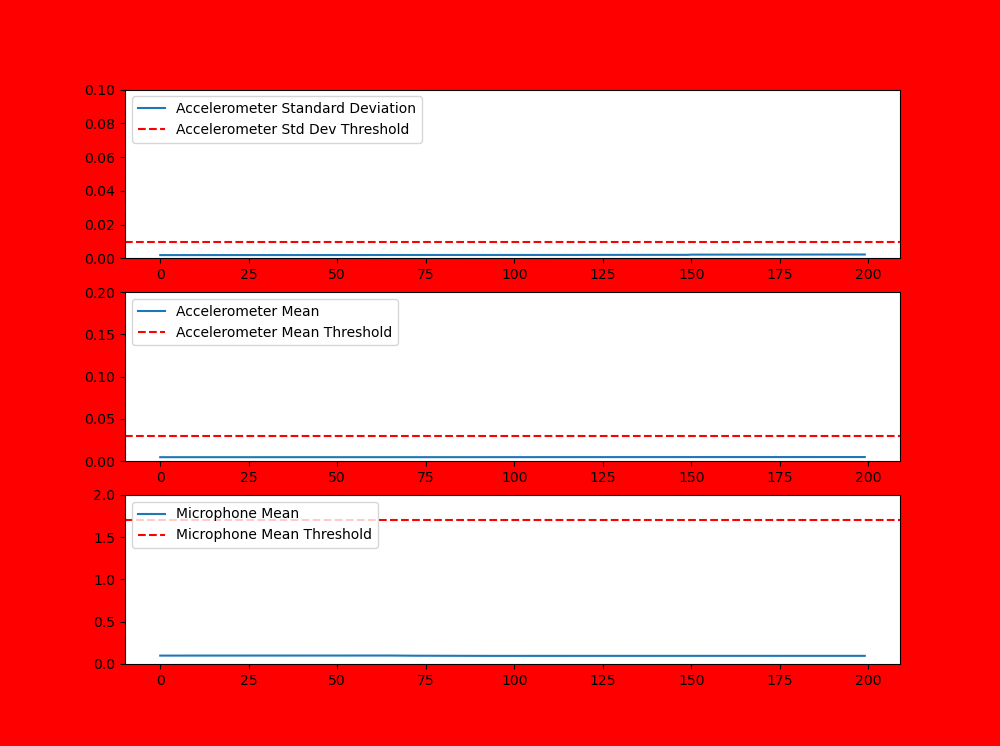 0.10
0.08
0.06
0.04
0.02
0.00
Accelerometer Standard Deviation
Accelerometer Std Dev Threshold
0 25 50 75 100 125 150 175 200
0.20
0.15
0.10
0.05
0.00
Accelerometer Mean
Accelerometer Mean Threshold
0 25 50 75 100 125 150 175 200
2.0
1.5
1.0
0.5
0.0
Microphone Mean
Microphone Mean Threshold
0 25 50 75 100 125 150 175 200